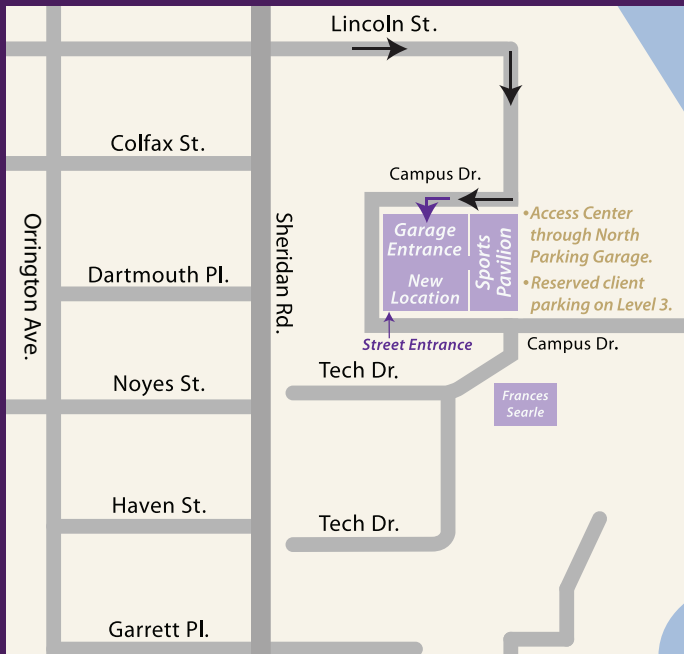 Lincoln St.
Colfax St.
Campus Dr.
Orrington Ave.
Sheridan Rd.
Garage
Entrance
Sports
Pavilion
•Access Center
through North
Parking Garage.
•Reserved client
parking on Level 3.
New
Location
Dartmouth Pl.
Street Entrance
Campus Dr.
Tech Dr.
Noyes St.
Frances
Searle
Haven St.
Tech Dr.
Garrett Pl.